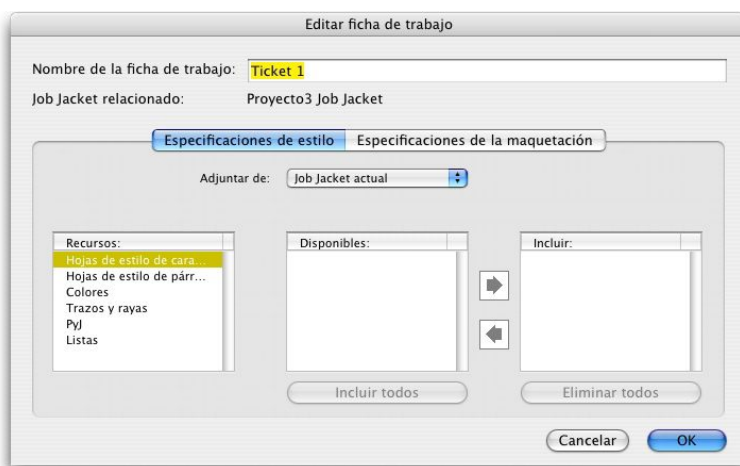 Editar ficha de trabajo
Nombre de la ficha de trabajo: Ticket 1
Job Jacket relacionado: Proyecto3 Job Jacket
Especificaciones de estilo Especificaciones de la maquetación
Adjuntar de: Job Jacket actual
Recursos: Disponibles: Incluir:
Hojas de estilo de cara...
Hojas de estilo de párr...
Colores
Trazos y rayas
PyJ
Listas
Incluir todos Eliminar todos
Cancelar OK